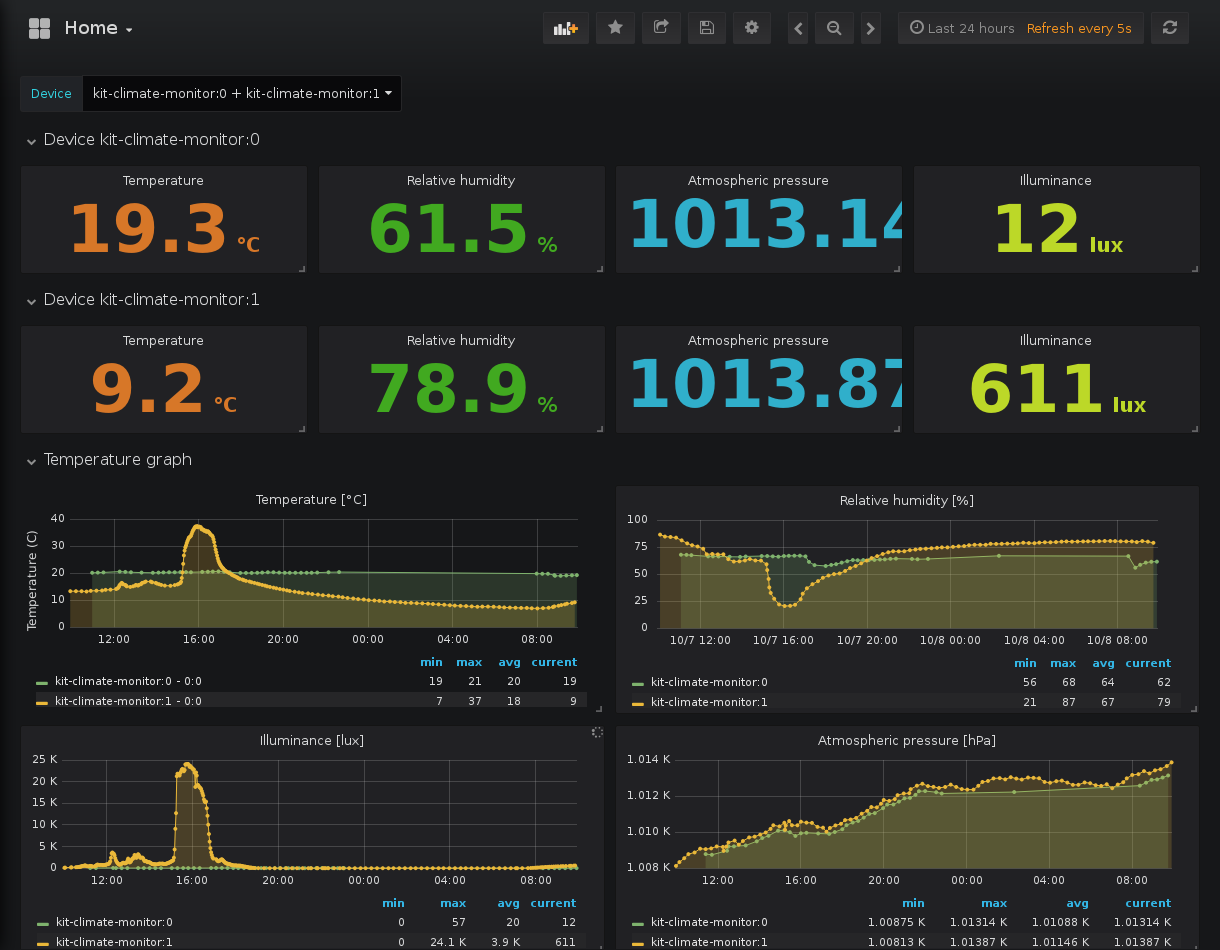 Home
Last 24 hours Refresh every 5s
Device kit-climate-monitor:0 + kit-climate-monitor:1
Device kit-climate-monitor:0
Temperature Relative humidity Atmospheric pressure Illuminance
19.3 °C 61.5 % 1013.14 12 lux
Device kit-climate-monitor:1
Temperature Relative humidity Atmospheric pressure Illuminance
9.2 °C 78.9 % 1013.87 611 lux
Temperature graph
Temperature [°C]
Temperature (C)
40
30
20
10
0
12:00 16:00 20:00 00:00 04:00 08:00
min max avg current
kit-climate-monitor:0 - 0:0 19 21 20 19
kit-climate-monitor:1 - 0:0 7 37 18 9
Relative humidity [%]
100
75
50
25
0
10/7 12:00 10/7 16:00 10/7 20:00 10/8 00:00 10/8 04:00 10/8 08:00
min max avg current
kit-climate-monitor:0 56 68 64 62
kit-climate-monitor:1 21 87 67 79
Illuminance [lux]
25 K
20 K
15 K
10 K
5 K
0
12:00 16:00 20:00 00:00 04:00 08:00
min max avg current
kit-climate-monitor:0 0 57 20 12
kit-climate-monitor:1 0 24.1 K 3.9 K 611
Atmospheric pressure [hPa]
1.014 K
1.012 K
1.010 K
1.008 K
12:00 16:00 20:00 00:00 04:00 08:00
min max avg current
kit-climate-monitor:0 1.00875 K 1.01314 K 1.01088 K 1.01314 K
kit-climate-monitor:1 1.00813 K 1.01387 K 1.01146 K 1.01387 K